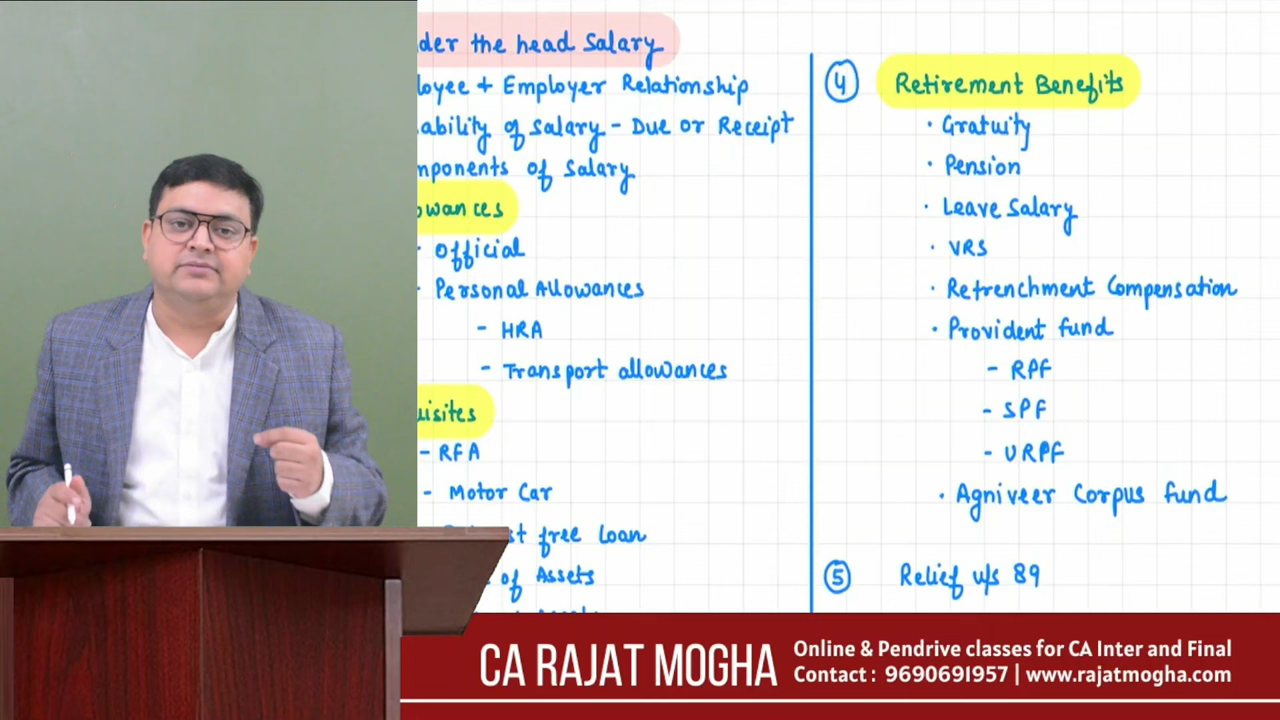 der the head Salary
loyee + Employer Relationship
ability of Salary - Due or Receipt
mponents of Salary
owances
· Official
· Personal Allowances
- HRA
- Transport allowances
uisites
- RFA
- Motor Car
st free Loan
of Assets
④ Retirement Benefits
· Gratuity
· Pension
· Leave Salary
· VRS
· Retrenchment Compensation
· Provident fund
- RPF
- SPF
- URPF
· Agniveer Corpus fund
⑤ Relief u/s 89
CA RAJAT MOGHA
Online & Pendrive classes for CA Inter and Final
Contact : 9690691957 | www.rajatmogha.com